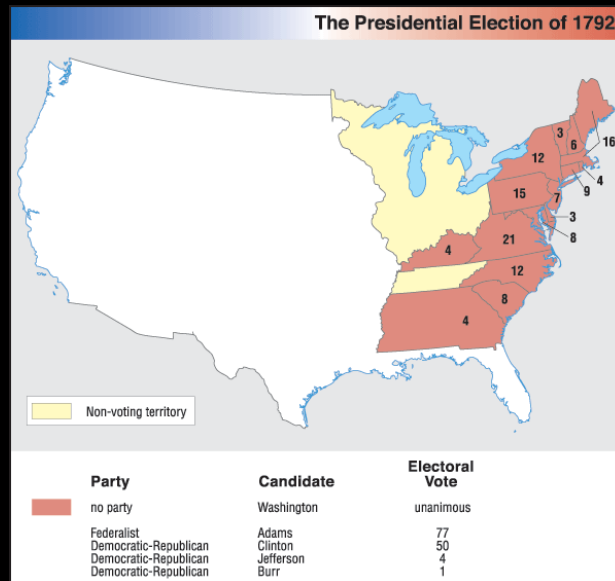 The Presidential Election of 1792
3
6
16
12
4
9
15
7
3
8
4
21
12
8
4
Non-voting territory
Party Candidate Electoral Vote
no party Washington unanimous
Federalist Adams 77
Democratic-Republican Clinton 50
Democratic-Republican Jefferson 4
Democratic-Republican Burr 1